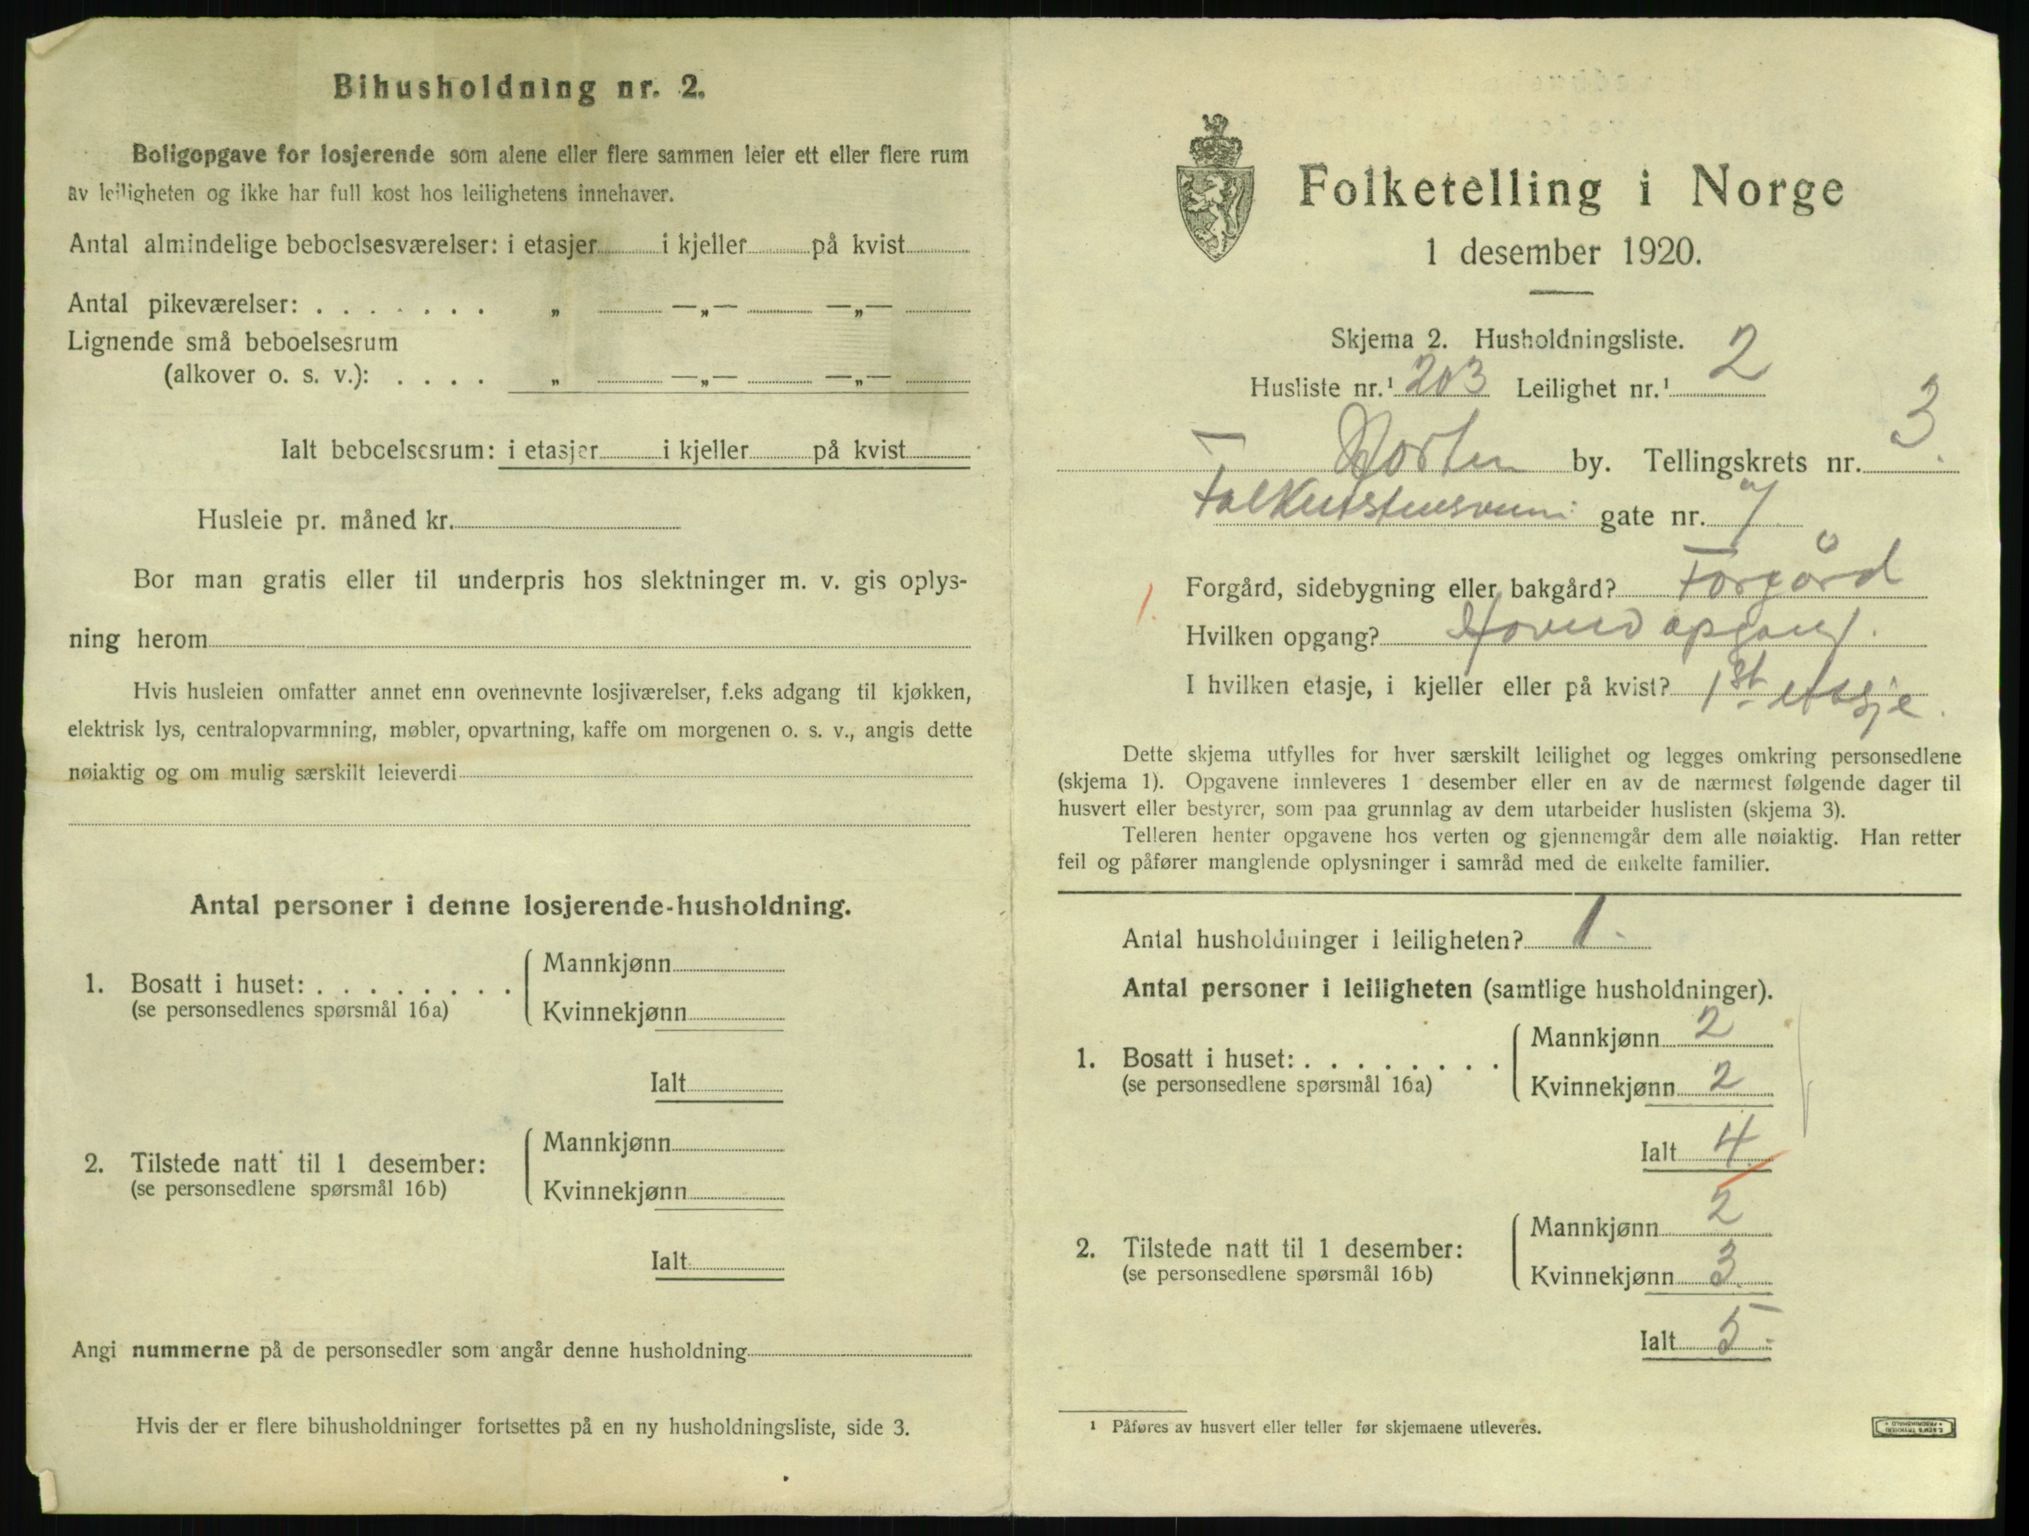 Bihusholdning nr. 2.
Boligopgave for losjerende som alene eller flere sammen leier ett eller flere rum
av leiligheten og ikke har full kost hos leilighetens innehaver.
Antal almindelige beboelsesværelser: i etasjer i kjeller på kvist
Antal pikeværelser: . . . . . . . „ —„— —„—
Lignende små beboelsesrum
(alkover o. s. v.): . . . . „ —„— —„—
Ialt beboelsesrum: i etasjer i kjeller på kvist
Husleie pr. måned kr.
Bor man gratis eller til underpris hos slektninger m. v. gis oplys-
ning herom
Hvis husleien omfatter annet enn ovennevnte losjiværelser, f.eks adgang til kjøkken,
elektrisk lys, centralopvarmning, møbler, opvartning, kaffe om morgenen o. s. v., angis dette
nøiaktig og om mulig særskilt leieverdi
Antal personer i denne losjerende-husholdning.
1. Bosatt i huset: . . . . . . . .
(se personsedlenes spørsmål 16a)
Mannkjønn
Kvinnekjønn
Ialt
2. Tilstede natt til 1 desember:
(se personsedlene spørsmål 16b)
Mannkjønn
Kvinnekjønn
Ialt
Angi nummerne på de personsedler som angår denne husholdning
Hvis der er flere bihusholdninger fortsettes på en ny husholdningsliste, side 3.
Folketelling i Norge
1 desember 1920.
Skjema 2. Husholdningsliste.
Husliste nr.¹ 203 Leilighet nr.¹ 2
Horten by. Tellingskrets nr. 3.
gate nr. 7
Forgård, sidebygning eller bakgård? Forgård
1.
Hvilken opgang? Hoved opgang.
I hvilken etasje, i kjeller eller på kvist? 1st etasje.
Dette skjema utfylles for hver særskilt leilighet og legges omkring personsedlene
(skjema 1). Opgavene innleveres 1 desember eller en av de nærmest følgende dager til
husvert eller bestyrer, som paa grunnlag av dem utarbeider huslisten (skjema 3).
Telleren henter opgavene hos verten og gjennemgår dem alle nøiaktig. Han retter
feil og påfører manglende oplysninger i samråd med de enkelte familier.
Antal husholdninger i leiligheten? 1.
Antal personer i leiligheten (samtlige husholdninger).
1. Bosatt i huset: . . . . . . . .
(se personsedlene spørsmål 16a)
Mannkjønn 2
Kvinnekjønn 2
Ialt 4
2. Tilstede natt til 1 desember:
(se personsedlene spørsmål 16b)
Mannkjønn 2
Kvinnekjønn 3.
Ialt 5
¹ Påføres av husvert eller teller før skjemaene utleveres.